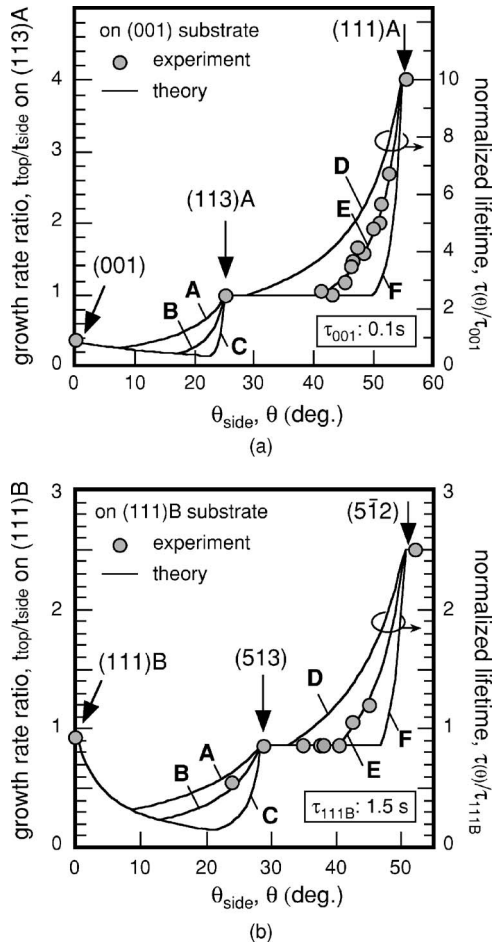 (a)
on (001) substrate
experiment
theory
(111)A
(113)A
(001)
A
B
C
D
E
F
τ001: 0.1s
growth rate ratio, ttop/tside on (113)A
0
1
2
3
4
normalized lifetime, τ(θ)/τ001
0
2
4
6
8
10
0 10 20 30 40 50 60
θside, θ (deg.)
(a)
on (111)B substrate
experiment
theory
(51̄2)
(111)B
(513)
A
B
C
D
E
F
τ111B: 1.5 s
growth rate ratio, ttop/tside on (111)B
0
1
2
3
normalized lifetime, τ(θ)/τ111B
0
1
2
3
0 10 20 30 40 50
θside, θ (deg.)
(b)